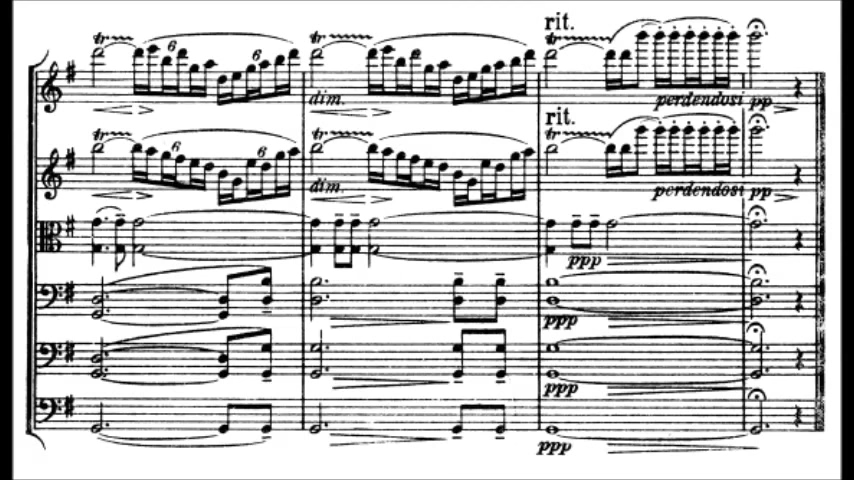 rit.
tr
6
6
tr
tr
dim.
perdendosi pp
rit.
tr
6
6
tr
tr
dim.
perdendosi pp
ppp
ppp
ppp
ppp